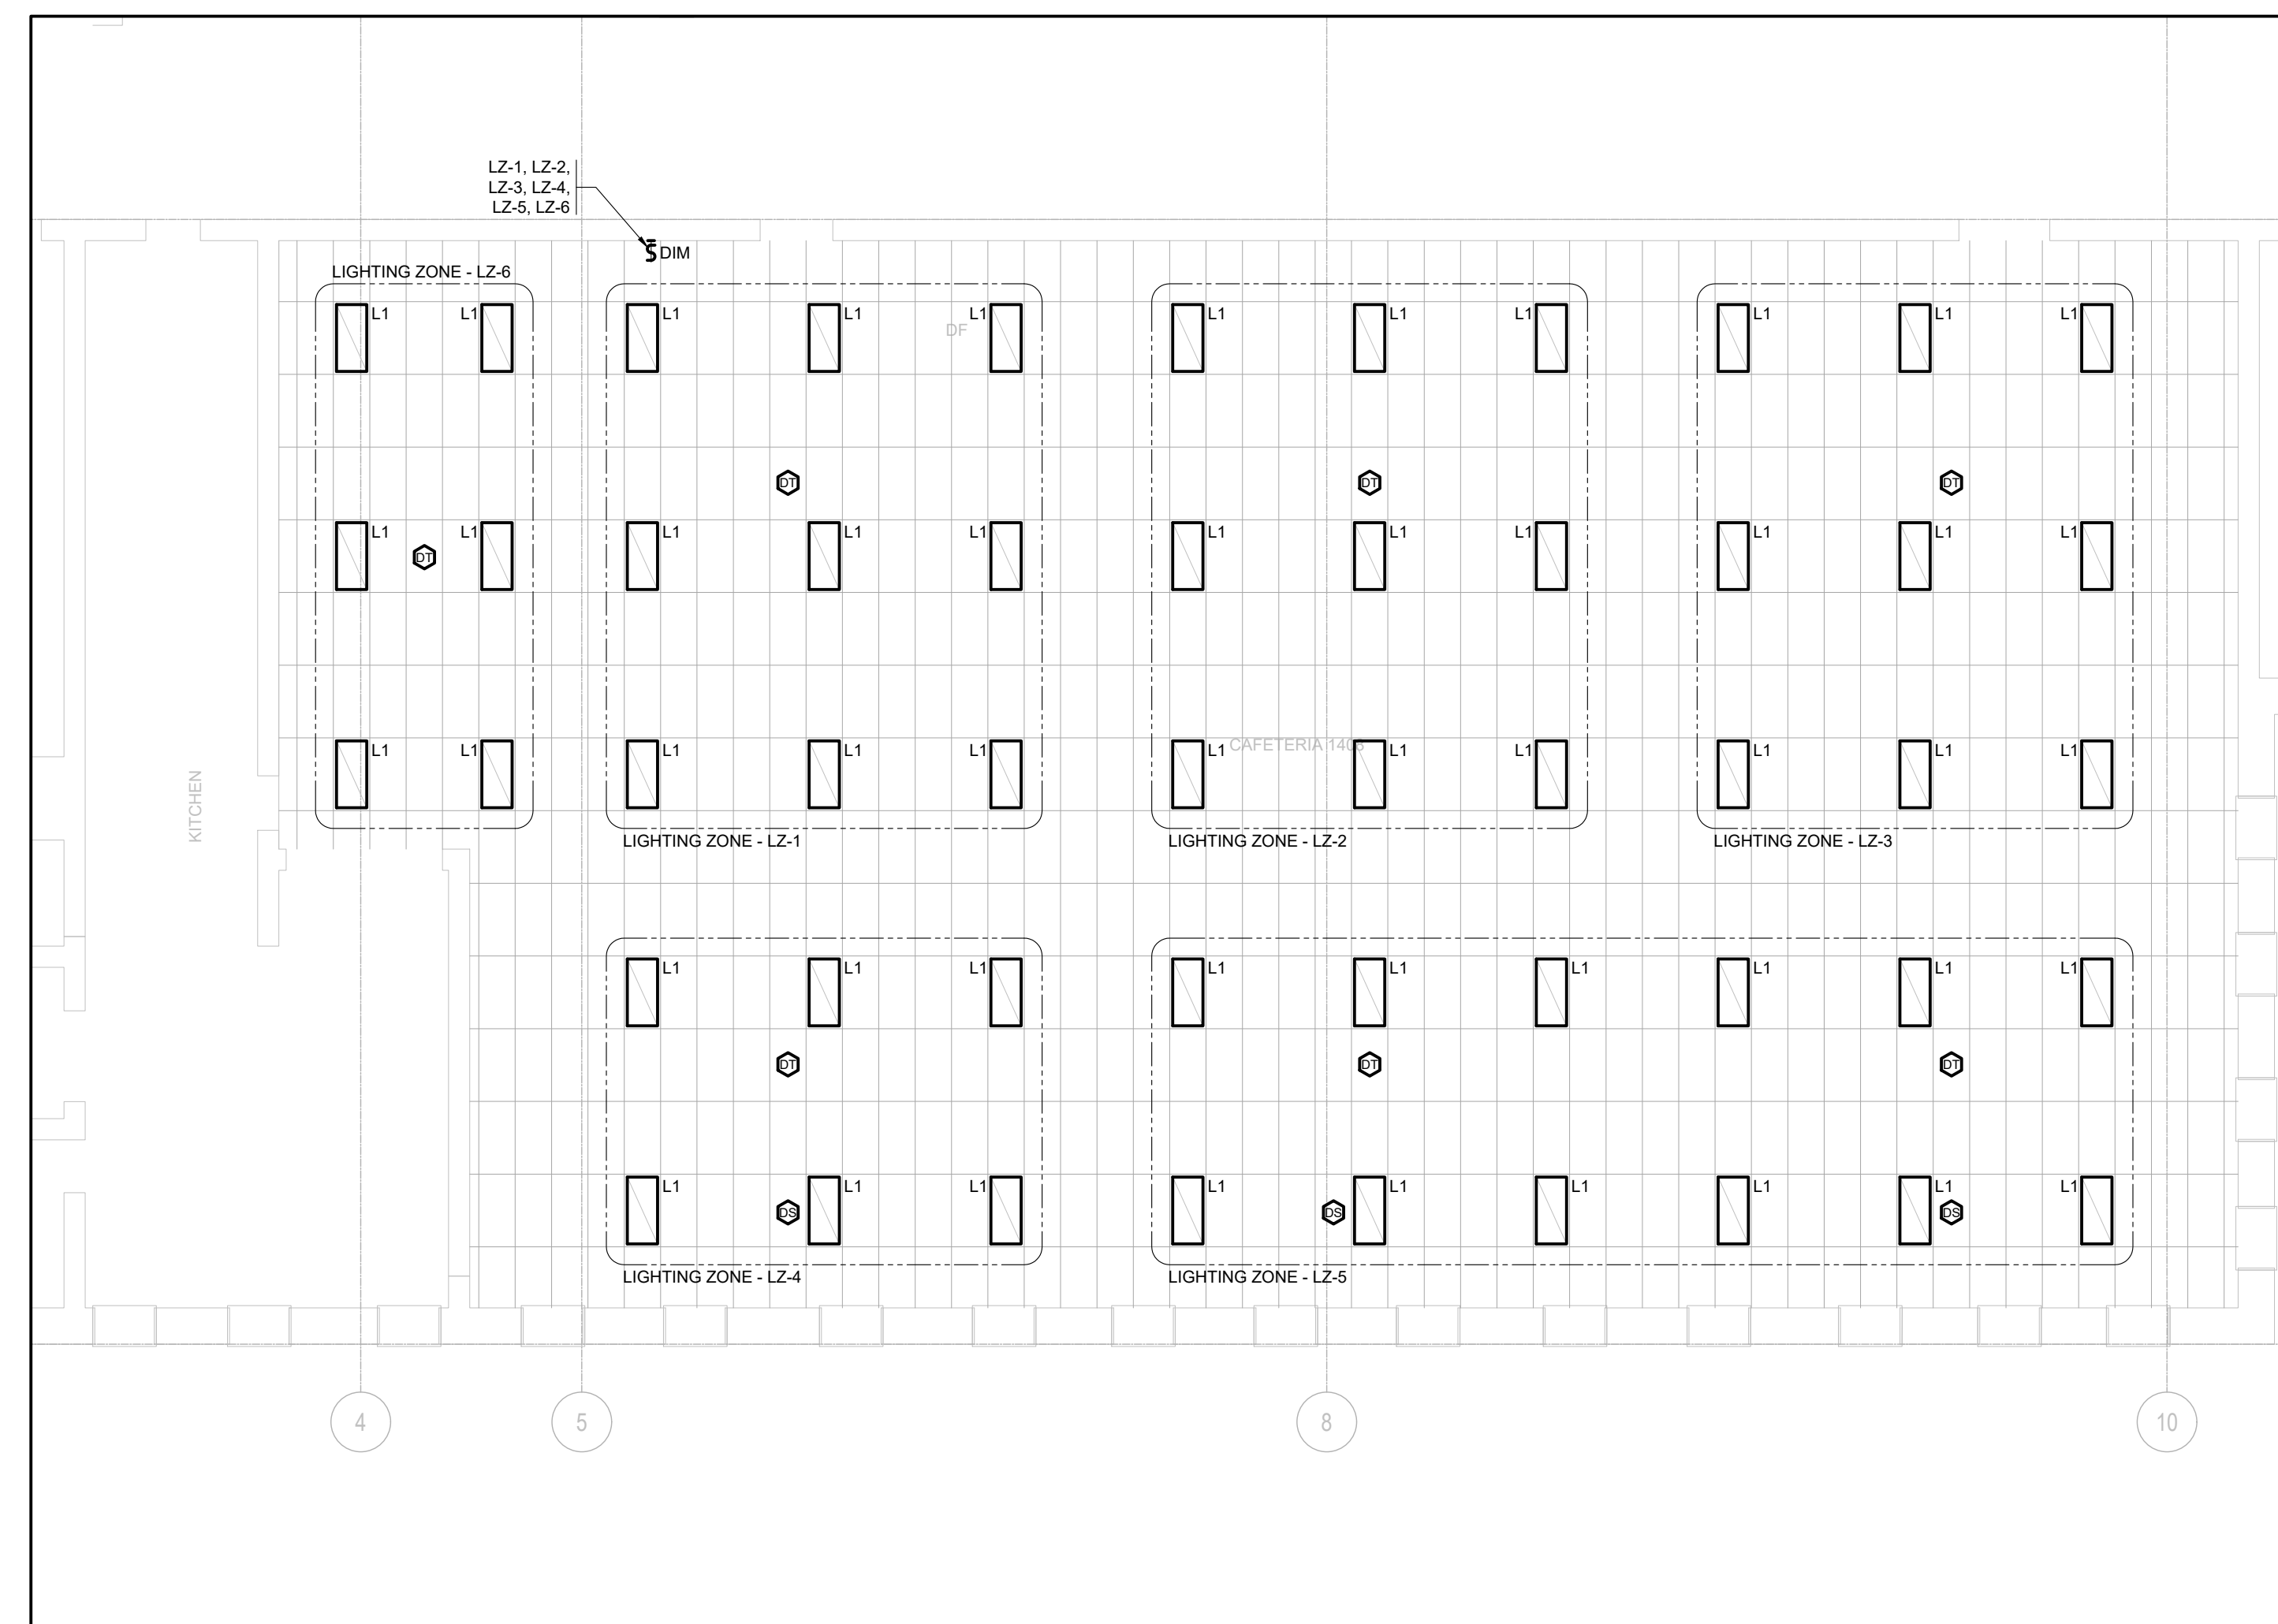 LZ-1, LZ-2,
LZ-3, LZ-4,
LZ-5, LZ-6
DIM
LIGHTING ZONE - LZ-6
L1 L1 L1 L1 L1 L1 L1 L1 L1 L1 L1
DF
DT DT DT
L1 L1 L1 L1 L1 L1 L1 L1 L1 L1 L1
DT
L1 L1 L1 L1 L1 L1 L1 L1 L1 L1 L1
CAFETERIA 1408
KITCHEN
LIGHTING ZONE - LZ-1 LIGHTING ZONE - LZ-2 LIGHTING ZONE - LZ-3
L1 L1 L1 L1 L1 L1 L1 L1 L1
DT DT DT
L1 L1 L1 L1 L1 L1 L1 L1 L1
DS DS DS
LIGHTING ZONE - LZ-4 LIGHTING ZONE - LZ-5
4 5 8 10